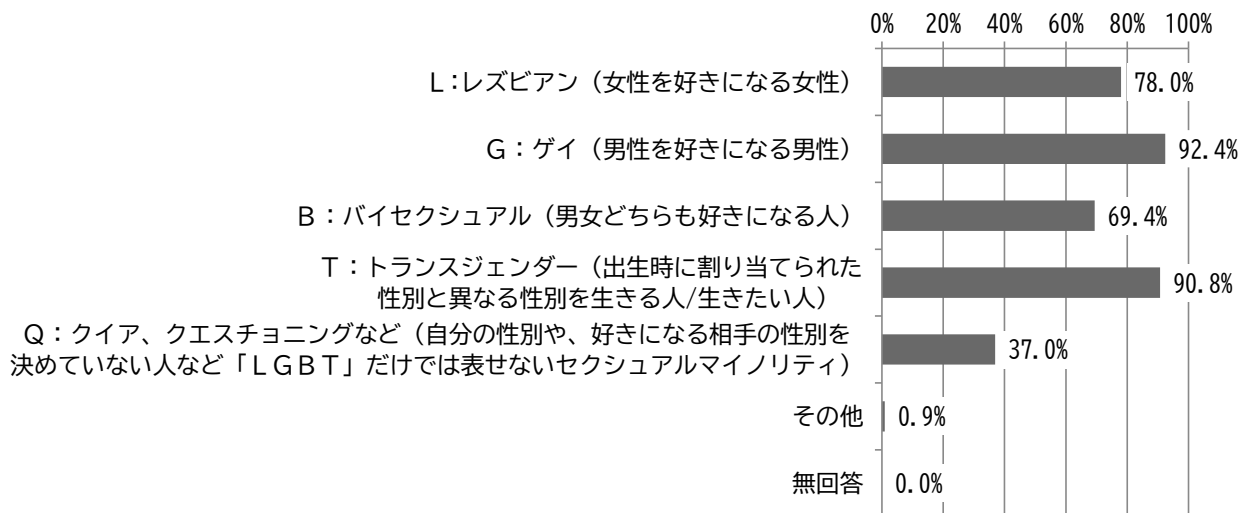 0% 20% 40% 60% 80% 100%
Ｌ：レズビアン（女性を好きになる女性） 78.0%
Ｇ：ゲイ（男性を好きになる男性） 92.4%
Ｂ：バイセクシュアル（男女どちらも好きになる人） 69.4%
Ｔ：トランスジェンダー（出生時に割り当てられた
性別と異なる性別を生きる人/生きたい人） 90.8%
Ｑ：クイア、クエスチョニングなど（自分の性別や、好きになる相手の性別を
決めていない人など「ＬＧＢＴ」だけでは表せないセクシュアルマイノリティ） 37.0%
その他 0.9%
無回答 0.0%